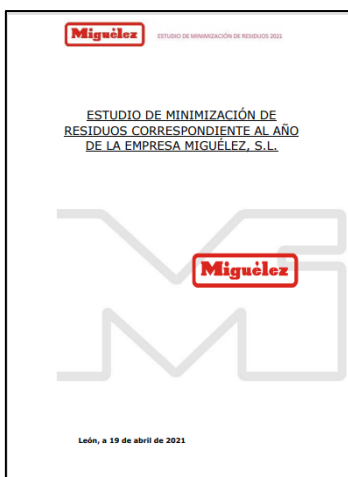 Miguélez
ESTUDIO DE MINIMIZACIÓN DE RESIDUOS 2021
ESTUDIO DE MINIMIZACIÓN DE
RESIDUOS CORRESPONDIENTE AL AÑO
DE LA EMPRESA MIGUÉLEZ, S.L.
Miguélez
León, a 19 de abril de 2021